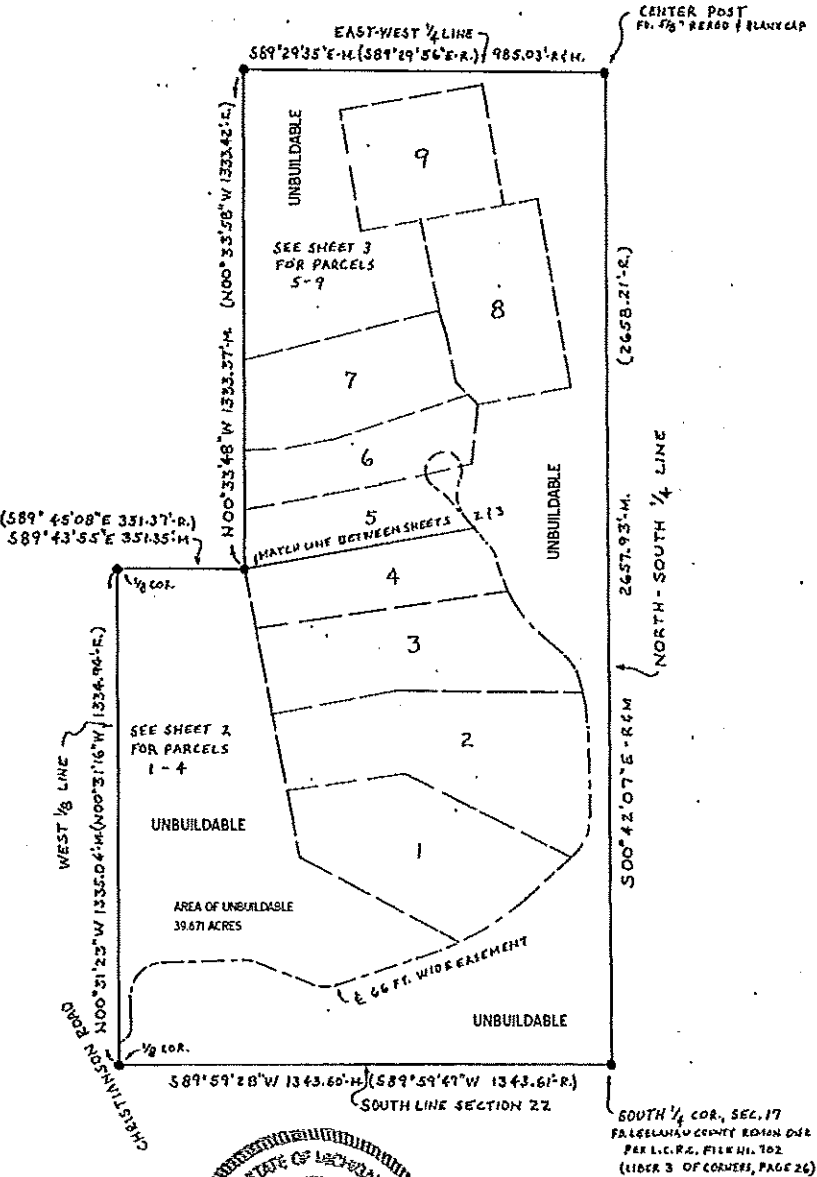 CENTER POST
FD. 5/8" REROD & BLANK CAP
EAST-WEST 1/4 LINE
S89°29'35"E-M. (S89°29'56"E-R.) 985.03'-R&M.
UNBUILDABLE
9
SEE SHEET 3
FOR PARCELS
5-9
8
7
6
5
MATCH LINE BETWEEN SHEETS 2 & 3
4
3
2
1
N00°33'48"W 1333.37'-M. (N00°33'58"W 1333.42'-R.)
(2658.21'-R.)
2657.93'-M.
NORTH-SOUTH 1/4 LINE
S00°42'07"E-R&M
UNBUILDABLE
(S89°45'08"E 351.37'-R.)
S89°43'55"E 351.35'-M
1/8 COR.
WEST 1/8 LINE
N00°31'23"W 1335.04'-M (N00°31'16"W 1334.94'-R.)
SEE SHEET 2
FOR PARCELS
1-4
UNBUILDABLE
AREA OF UNBUILDABLE
39.671 ACRES
℄ 66 FT. WIDE EASEMENT
UNBUILDABLE
CHRISTIANSON ROAD
1/8 COR.
S89°59'28"W 1343.60'-M (S89°59'47"W 1343.61'-R.)
SOUTH LINE SECTION 22
SOUTH 1/4 COR., SEC. 17
COUNTY
PER L.C.R.C. FILE 702
(LIBER 3 OF CORNERS, PAGE 26)
STATE OF MICHIGAN